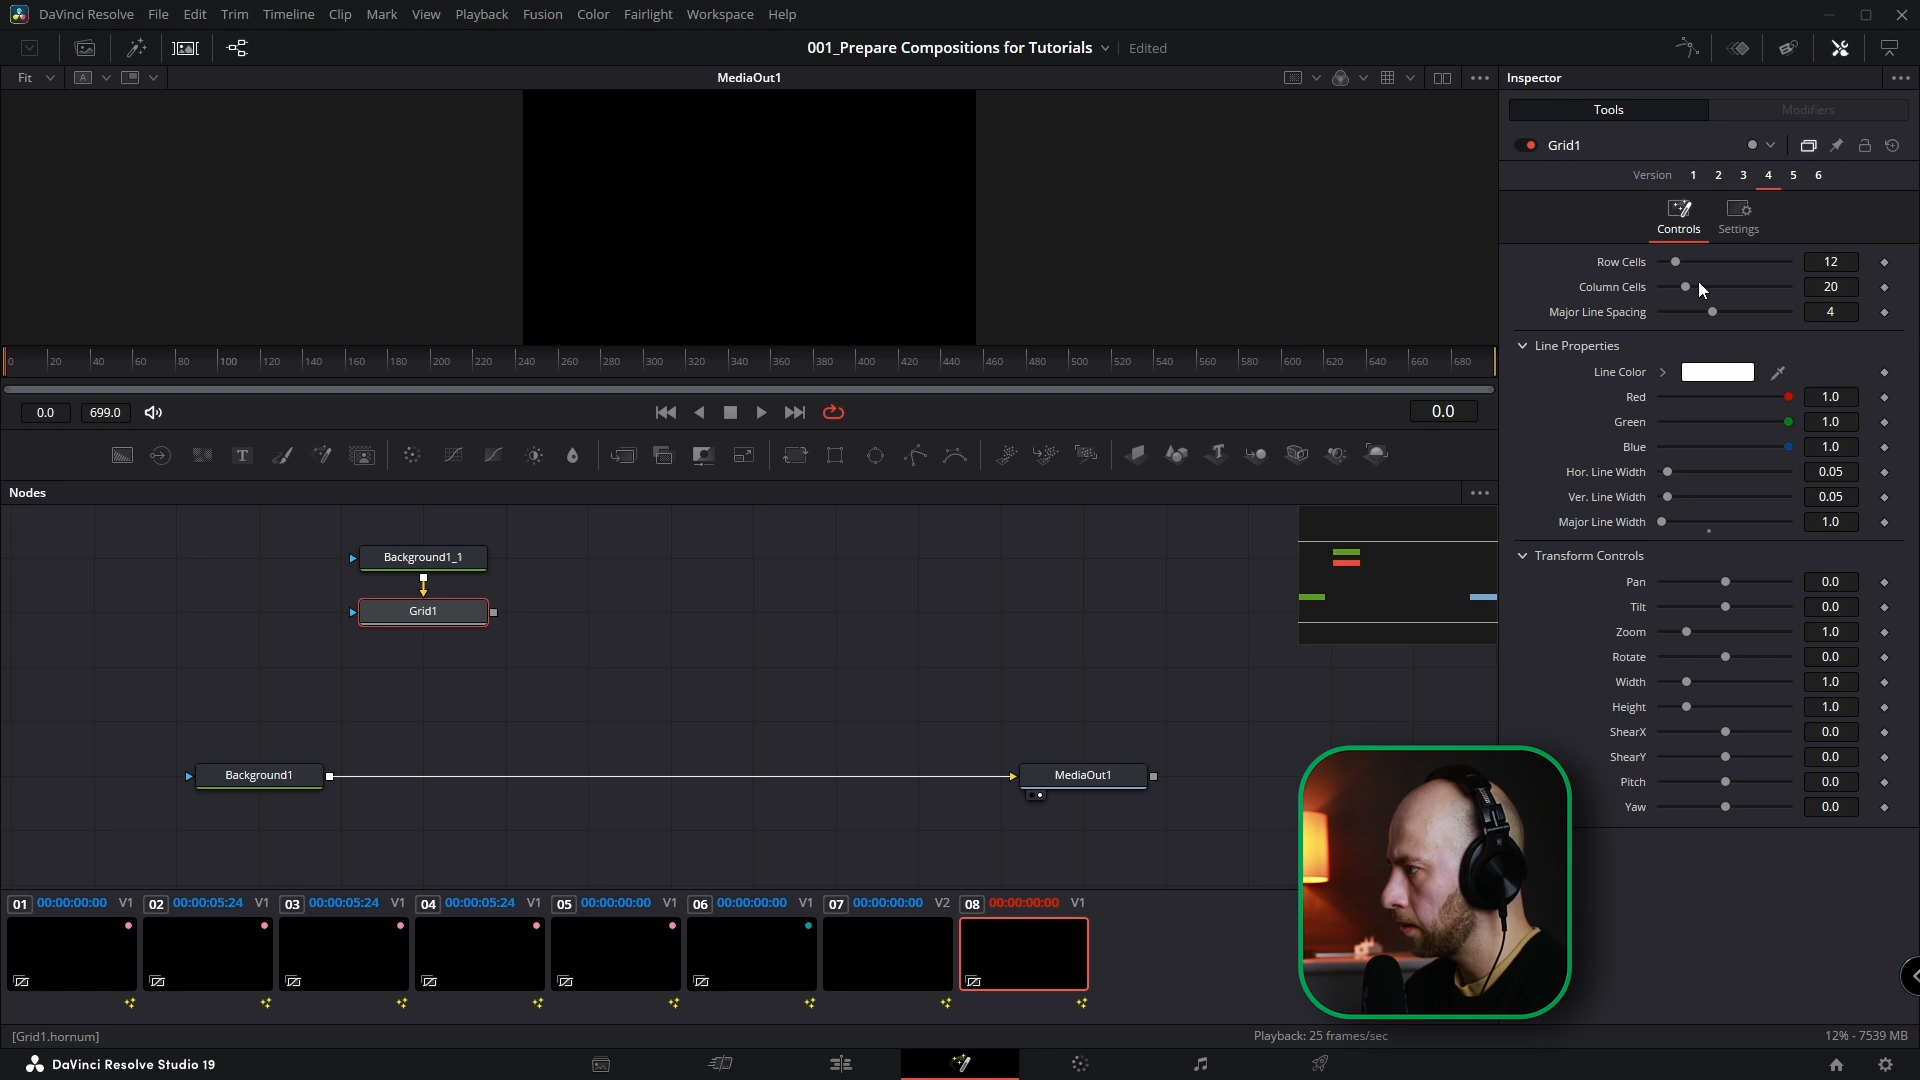 DaVinci Resolve File Edit Trim Timeline Clip Mark View Playback Fusion Color Fairlight Workspace Help
001_Prepare Compositions for Tutorials Edited
Fit A MediaOut1 Inspector
Tools Modifiers
Grid1
Version 1 2 3 4 5 6
Controls Settings
Row Cells 12
Column Cells 20
Major Line Spacing 4
Line Properties
Line Color
Red 1.0
Green 1.0
Blue 1.0
Hor. Line Width 0.05
Ver. Line Width 0.05
Major Line Width 1.0
Transform Controls
Pan 0.0
Tilt 0.0
Zoom 1.0
Rotate 0.0
Width 1.0
Height 1.0
ShearX 0.0
ShearY 0.0
Pitch 0.0
Yaw 0.0
0 20 40 60 80 100 120 140 160 180 200 220 240 260 280 300 320 340 360 380 400 420 440 460 480 500 520 540 560 580 600 620 640 660 680
0.0 699.0 0.0
Nodes
Background1_1
Grid1
Background1 MediaOut1
01 00:00:00:00 V1 02 00:00:05:24 V1 03 00:00:05:24 V1 04 00:00:05:24 V1 05 00:00:00:00 V1 06 00:00:00:00 V1 07 00:00:00:00 V2 08 00:00:00:00 V1
[Grid1.hornum] Playback: 25 frames/sec 12% - 7539 MB
DaVinci Resolve Studio 19